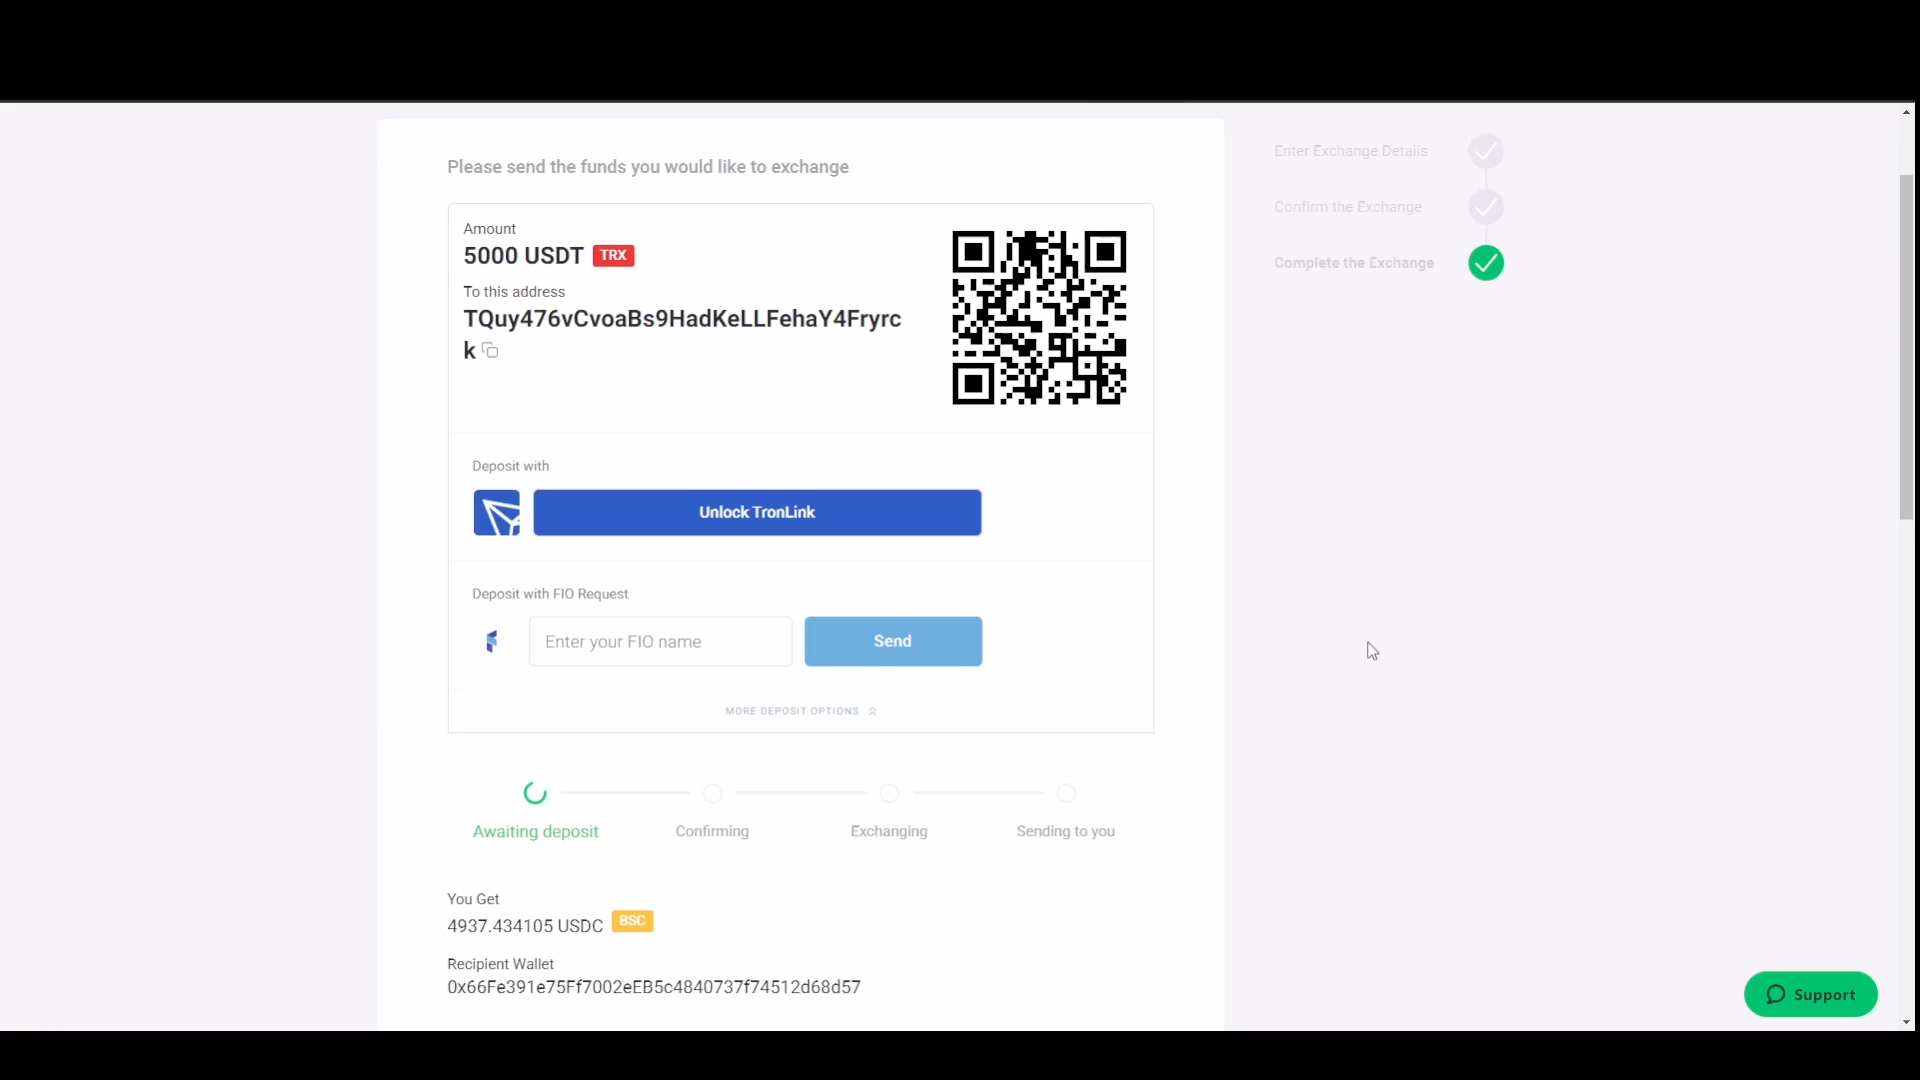 Please send the funds you would like to exchange
Amount
5000 USDT TRX
To this address
TQuy476vCvoaBs9HadKeLLFehaY4Fryrc
k
Deposit with
Unlock TronLink
Deposit with FIO Request
Enter your FIO name
Send
MORE DEPOSIT OPTIONS
Awaiting deposit
Confirming
Exchanging
Sending to you
You Get
4937.434105 USDC BSC
Recipient Wallet
0x66Fe391e75Ff7002eEB5c4840737f74512d68d57
Enter Exchange Details
Confirm the Exchange
Complete the Exchange
Support